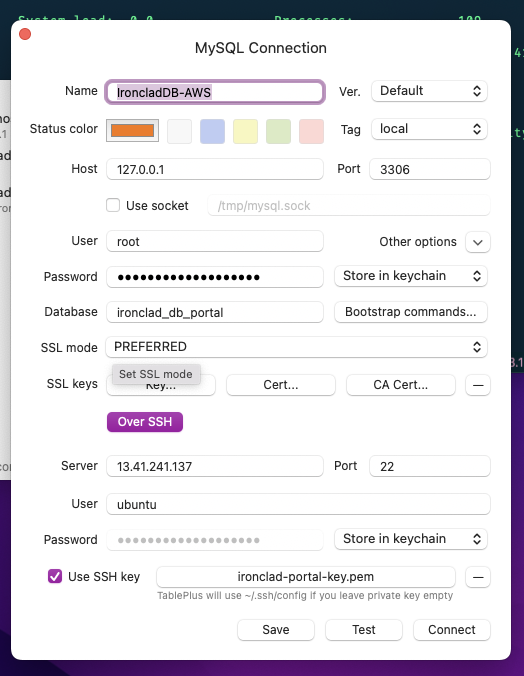 System load: 0.0 Processes: 109
MySQL Connection
Name IroncladDB-AWS Ver. Default
Status color Tag local
Host 127.0.0.1 Port 3306
Use socket /tmp/mysql.sock
User root Other options
Password ●●●●●●●●●●●●●●●●●●● Store in keychain
Database ironclad_db_portal Bootstrap commands...
SSL mode PREFERRED
Set SSL mode
SSL keys Key... Cert... CA Cert...
Over SSH
Server 13.41.241.137 Port 22
User ubuntu
Password ●●●●●●●●●●●●●●●●●●● Store in keychain
Use SSH key ironclad-portal-key.pem
TablePlus will use ~/.ssh/config if you leave private key empty
Save Test Connect